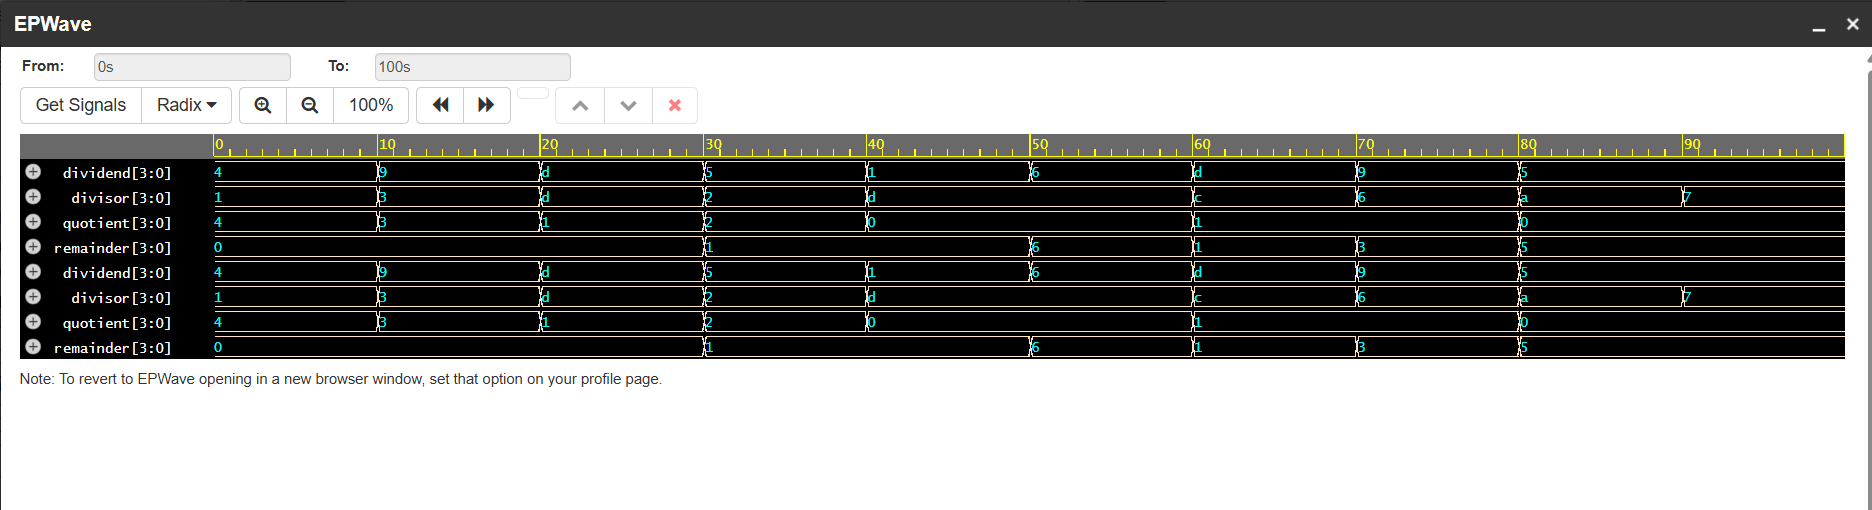 EPWave
From: 0s To: 100s
Get Signals Radix 100%
0 10 20 30 40 50 60 70 80 90
dividend[3:0] 4 9 d 5 1 6 d 9 5
divisor[3:0] 1 3 d 2 d c 6 a 7
quotient[3:0] 4 3 1 2 0 1 0
remainder[3:0] 0 1 6 1 3 5
dividend[3:0] 4 9 d 5 1 6 d 9 5
divisor[3:0] 1 3 d 2 d c 6 a 7
quotient[3:0] 4 3 1 2 0 1 0
remainder[3:0] 0 1 6 1 3 5
Note: To revert to EPWave opening in a new browser window, set that option on your profile page.